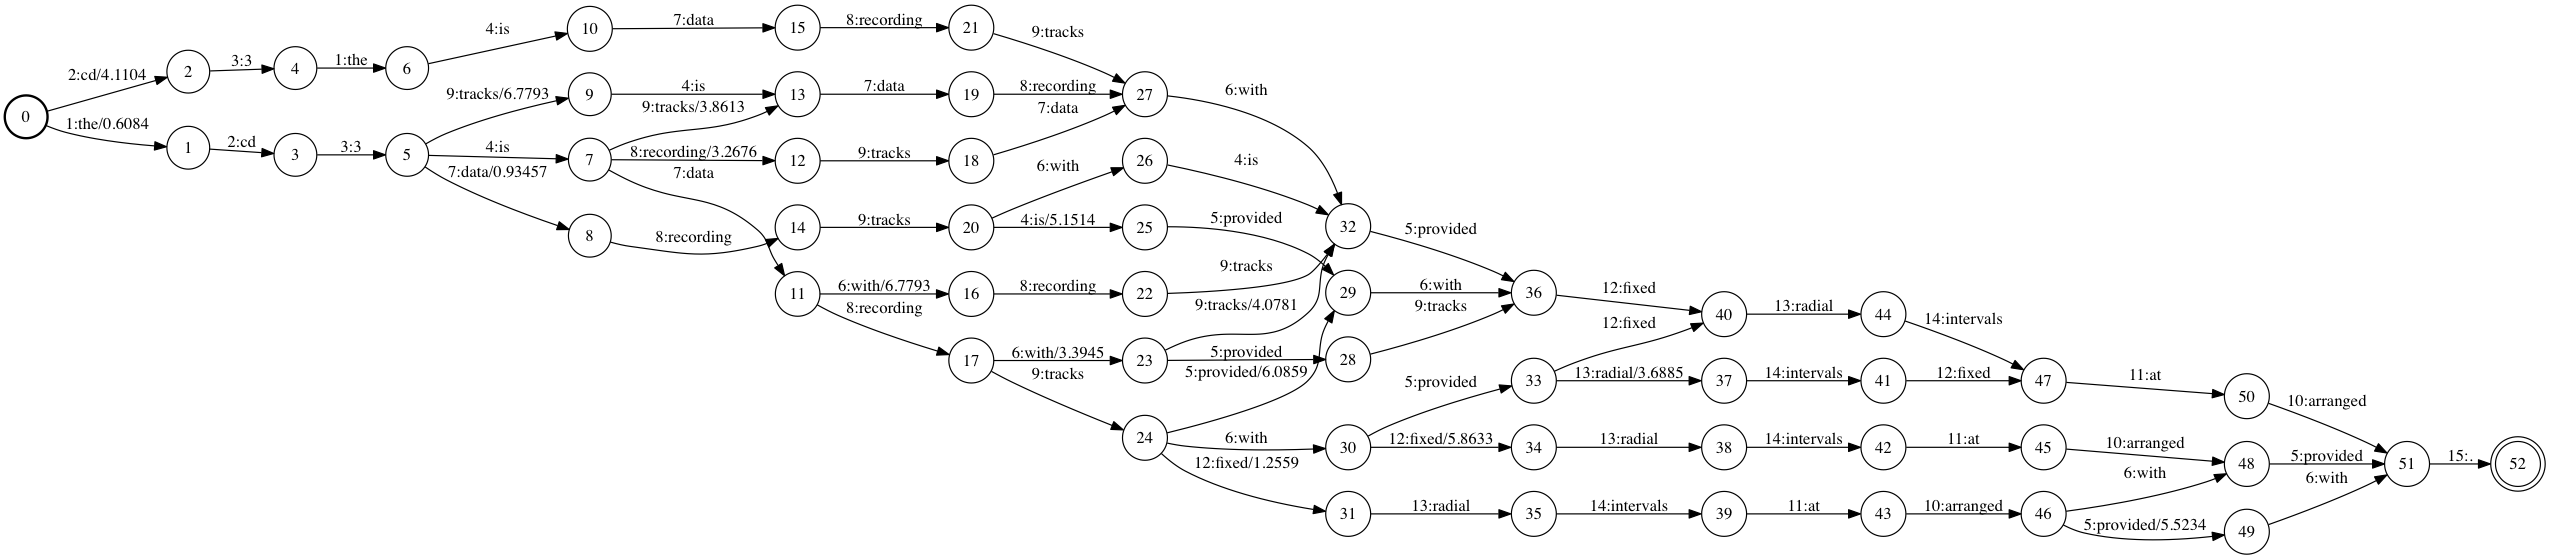 0
2:cd/4.1104
2
3:3
4
1:the
6
4:is
10
7:data
15
8:recording
21
9:tracks
27
6:with
1:the/0.6084
1
2:cd
3
3:3
5
9:tracks/6.7793
9
4:is
13
7:data
19
8:recording
4:is
7
9:tracks/3.8613
8:recording/3.2676
12
9:tracks
18
7:data
7:data
7:data/0.93457
8
8:recording
14
9:tracks
20
6:with
26
4:is
32
5:provided
4:is/5.1514
25
5:provided
29
6:with
36
12:fixed
40
13:radial
44
14:intervals
11
6:with/6.7793
16
8:recording
22
9:tracks
8:recording
17
6:with/3.3945
23
9:tracks/4.0781
5:provided
28
9:tracks
9:tracks
24
5:provided/6.0859
6:with
30
5:provided
33
12:fixed
13:radial/3.6885
37
14:intervals
41
12:fixed
47
11:at
50
10:arranged
12:fixed/5.8633
34
13:radial
38
14:intervals
42
11:at
45
10:arranged
48
5:provided
51
15:.
52
12:fixed/1.2559
31
13:radial
35
14:intervals
39
11:at
43
10:arranged
46
6:with
5:provided/5.5234
49
6:with